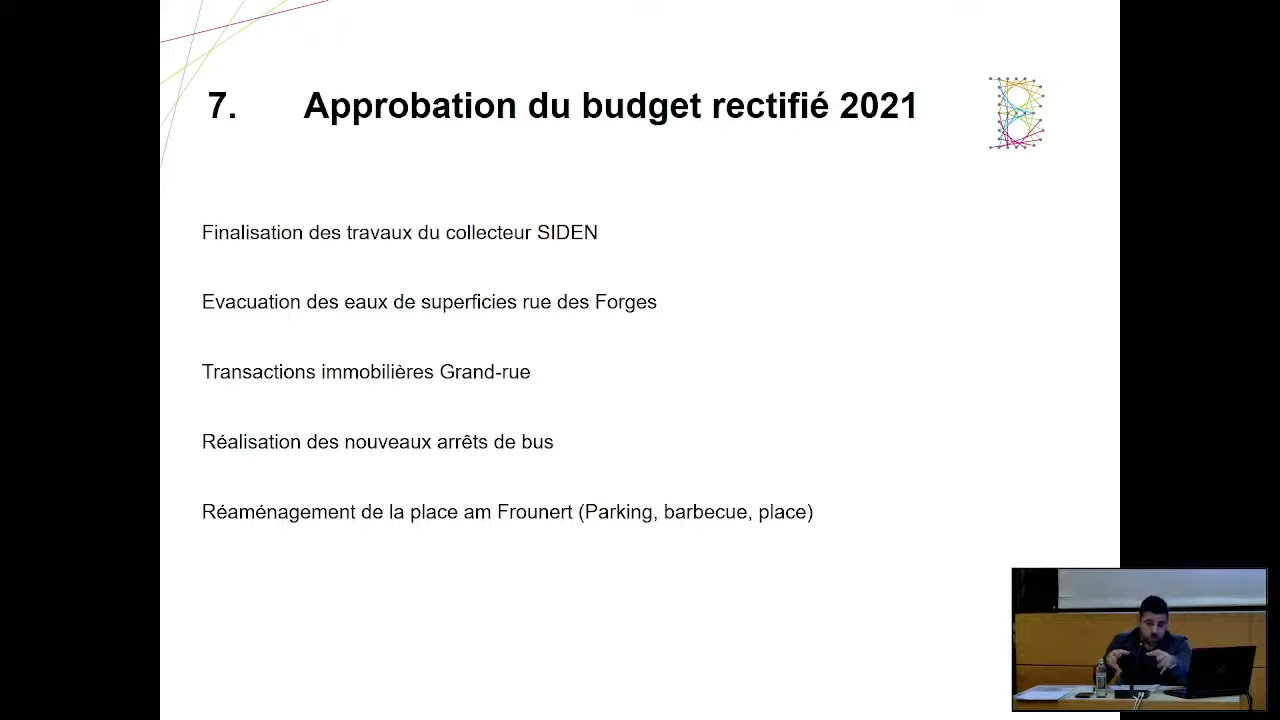 7. Approbation du budget rectifié 2021
Finalisation des travaux du collecteur SIDEN
Evacuation des eaux de superficies rue des Forges
Transactions immobilières Grand-rue
Réalisation des nouveaux arrêts de bus
Réaménagement de la place am Frounert (Parking, barbecue, place)